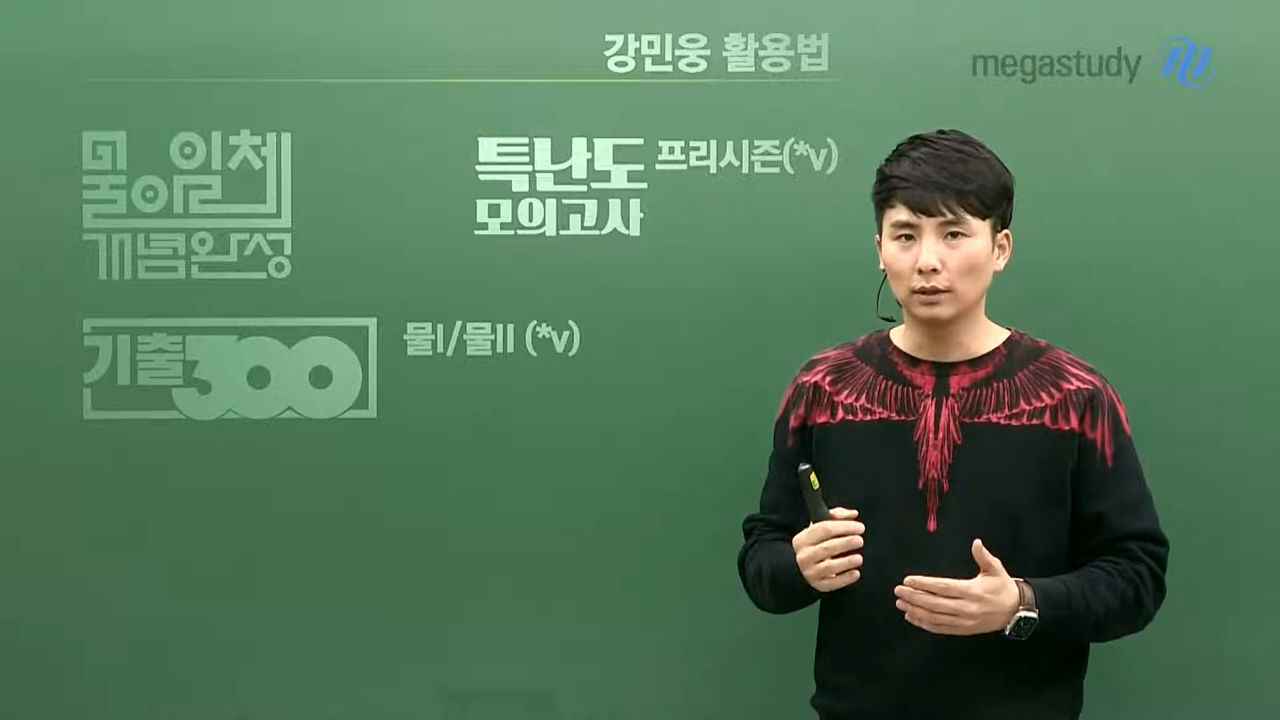 강민웅 활용법
megastudy
물아일체
개념완성
특난도 프리시즌(*v)
모의고사
기출300 물I/물II (*v)